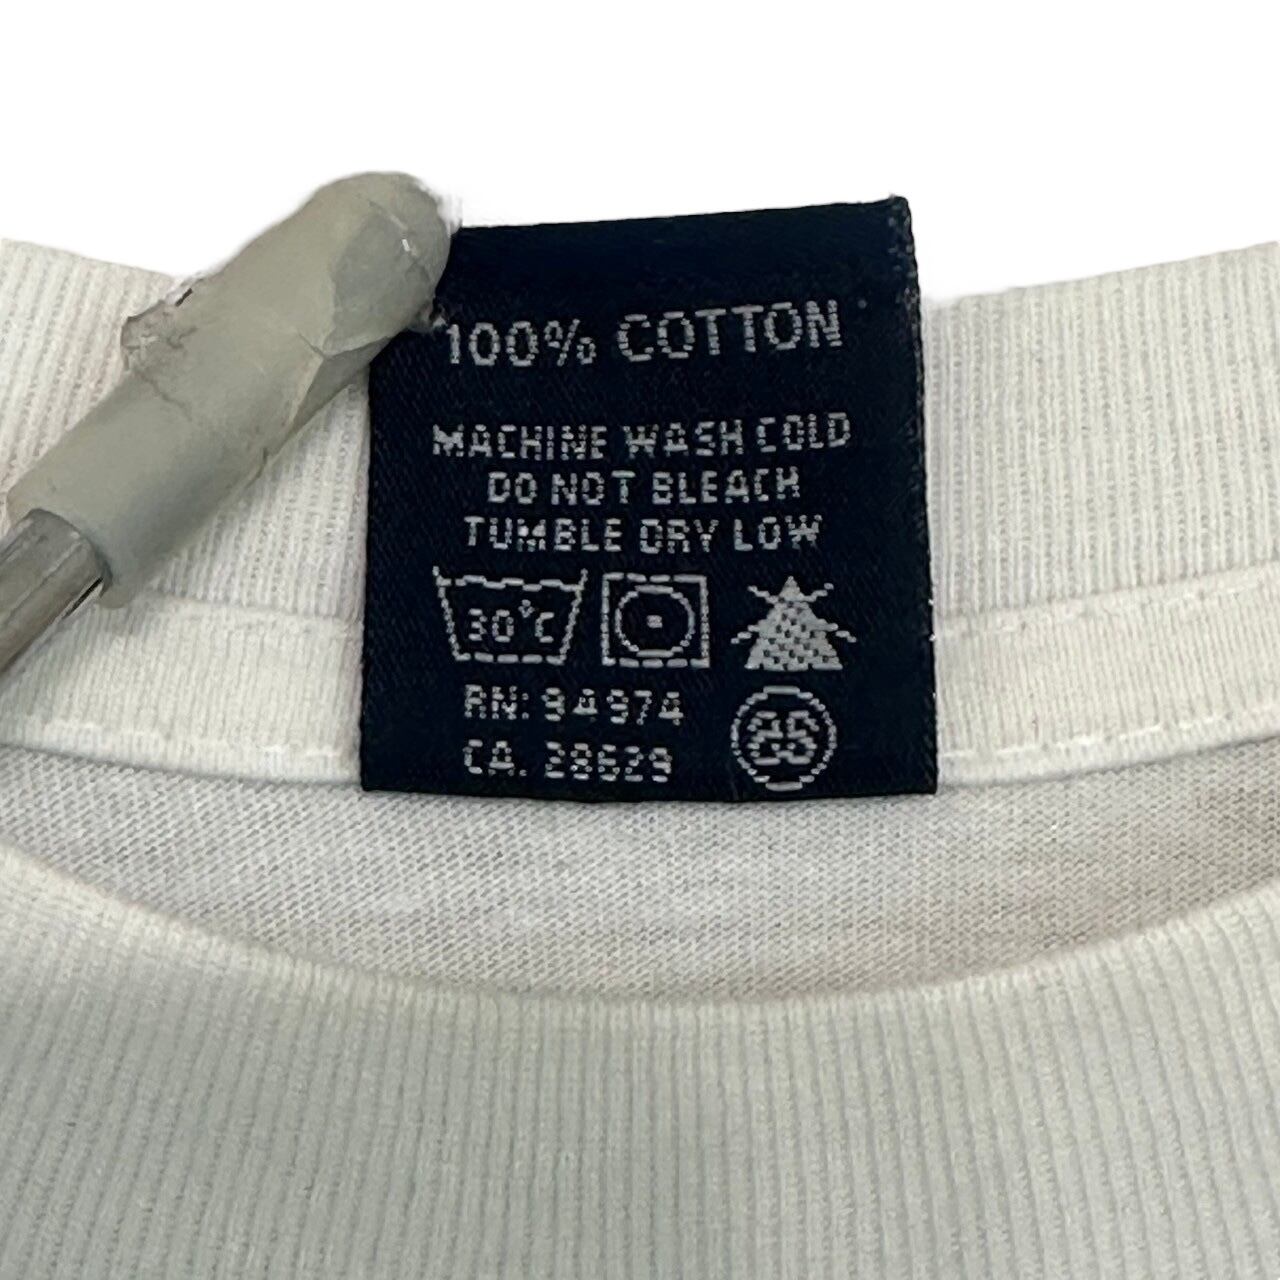 100% COTTON
MACHINE WASH COLD
DO NOT BLEACH
TUMBLE DRY LOW
30°C
RN: 94974
CA. 28629